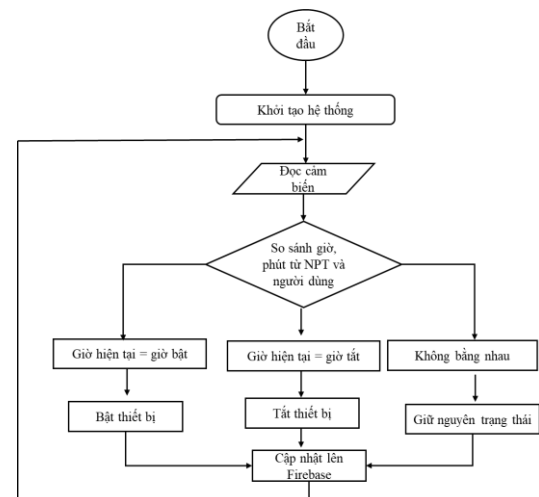 Bắt
đầu
Khởi tạo hệ thống
Đọc cảm
biến
So sánh giờ,
phút từ NPT và
người dùng
Giờ hiện tại = giờ bật
Giờ hiện tại = giờ tắt
Không bằng nhau
Bật thiết bị
Tắt thiết bị
Giữ nguyên trạng thái
Cập nhật lên
Firebase